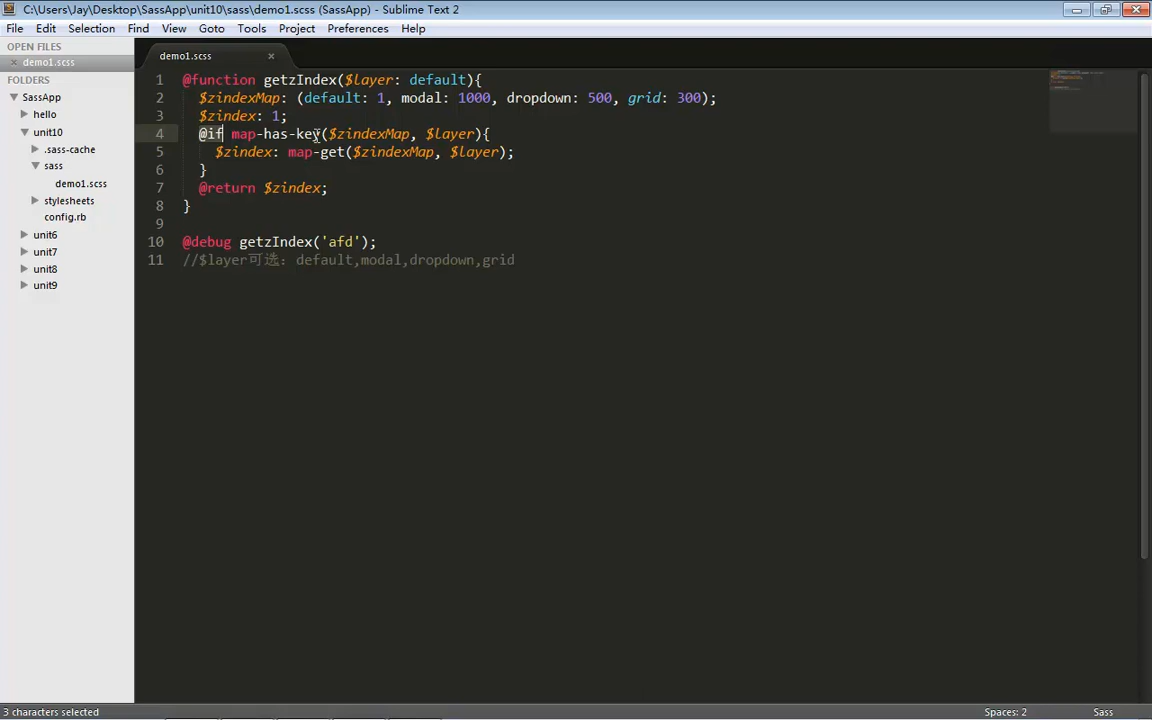 C:\Users\Jay\Desktop\SassApp\unit10\sass\demo1.scss (SassApp) - Sublime Text 2
File Edit Selection Find View Goto Tools Project Preferences Help
OPEN FILES
demo1.scss
FOLDERS
SassApp
hello
unit10
.sass-cache
sass
demo1.scss
stylesheets
config.rb
unit6
unit7
unit8
unit9
demo1.scss
1 @function getzIndex($layer: default){
2 $zindexMap: (default: 1, modal: 1000, dropdown: 500, grid: 300);
3 $zindex: 1;
4 @if map-has-key($zindexMap, $layer){
5 $zindex: map-get($zindexMap, $layer);
6 }
7 @return $zindex;
8 }
9
10 @debug getzIndex('afd');
11 //$layer可选：default,modal,dropdown,grid
3 characters selected
Spaces: 2
Sass